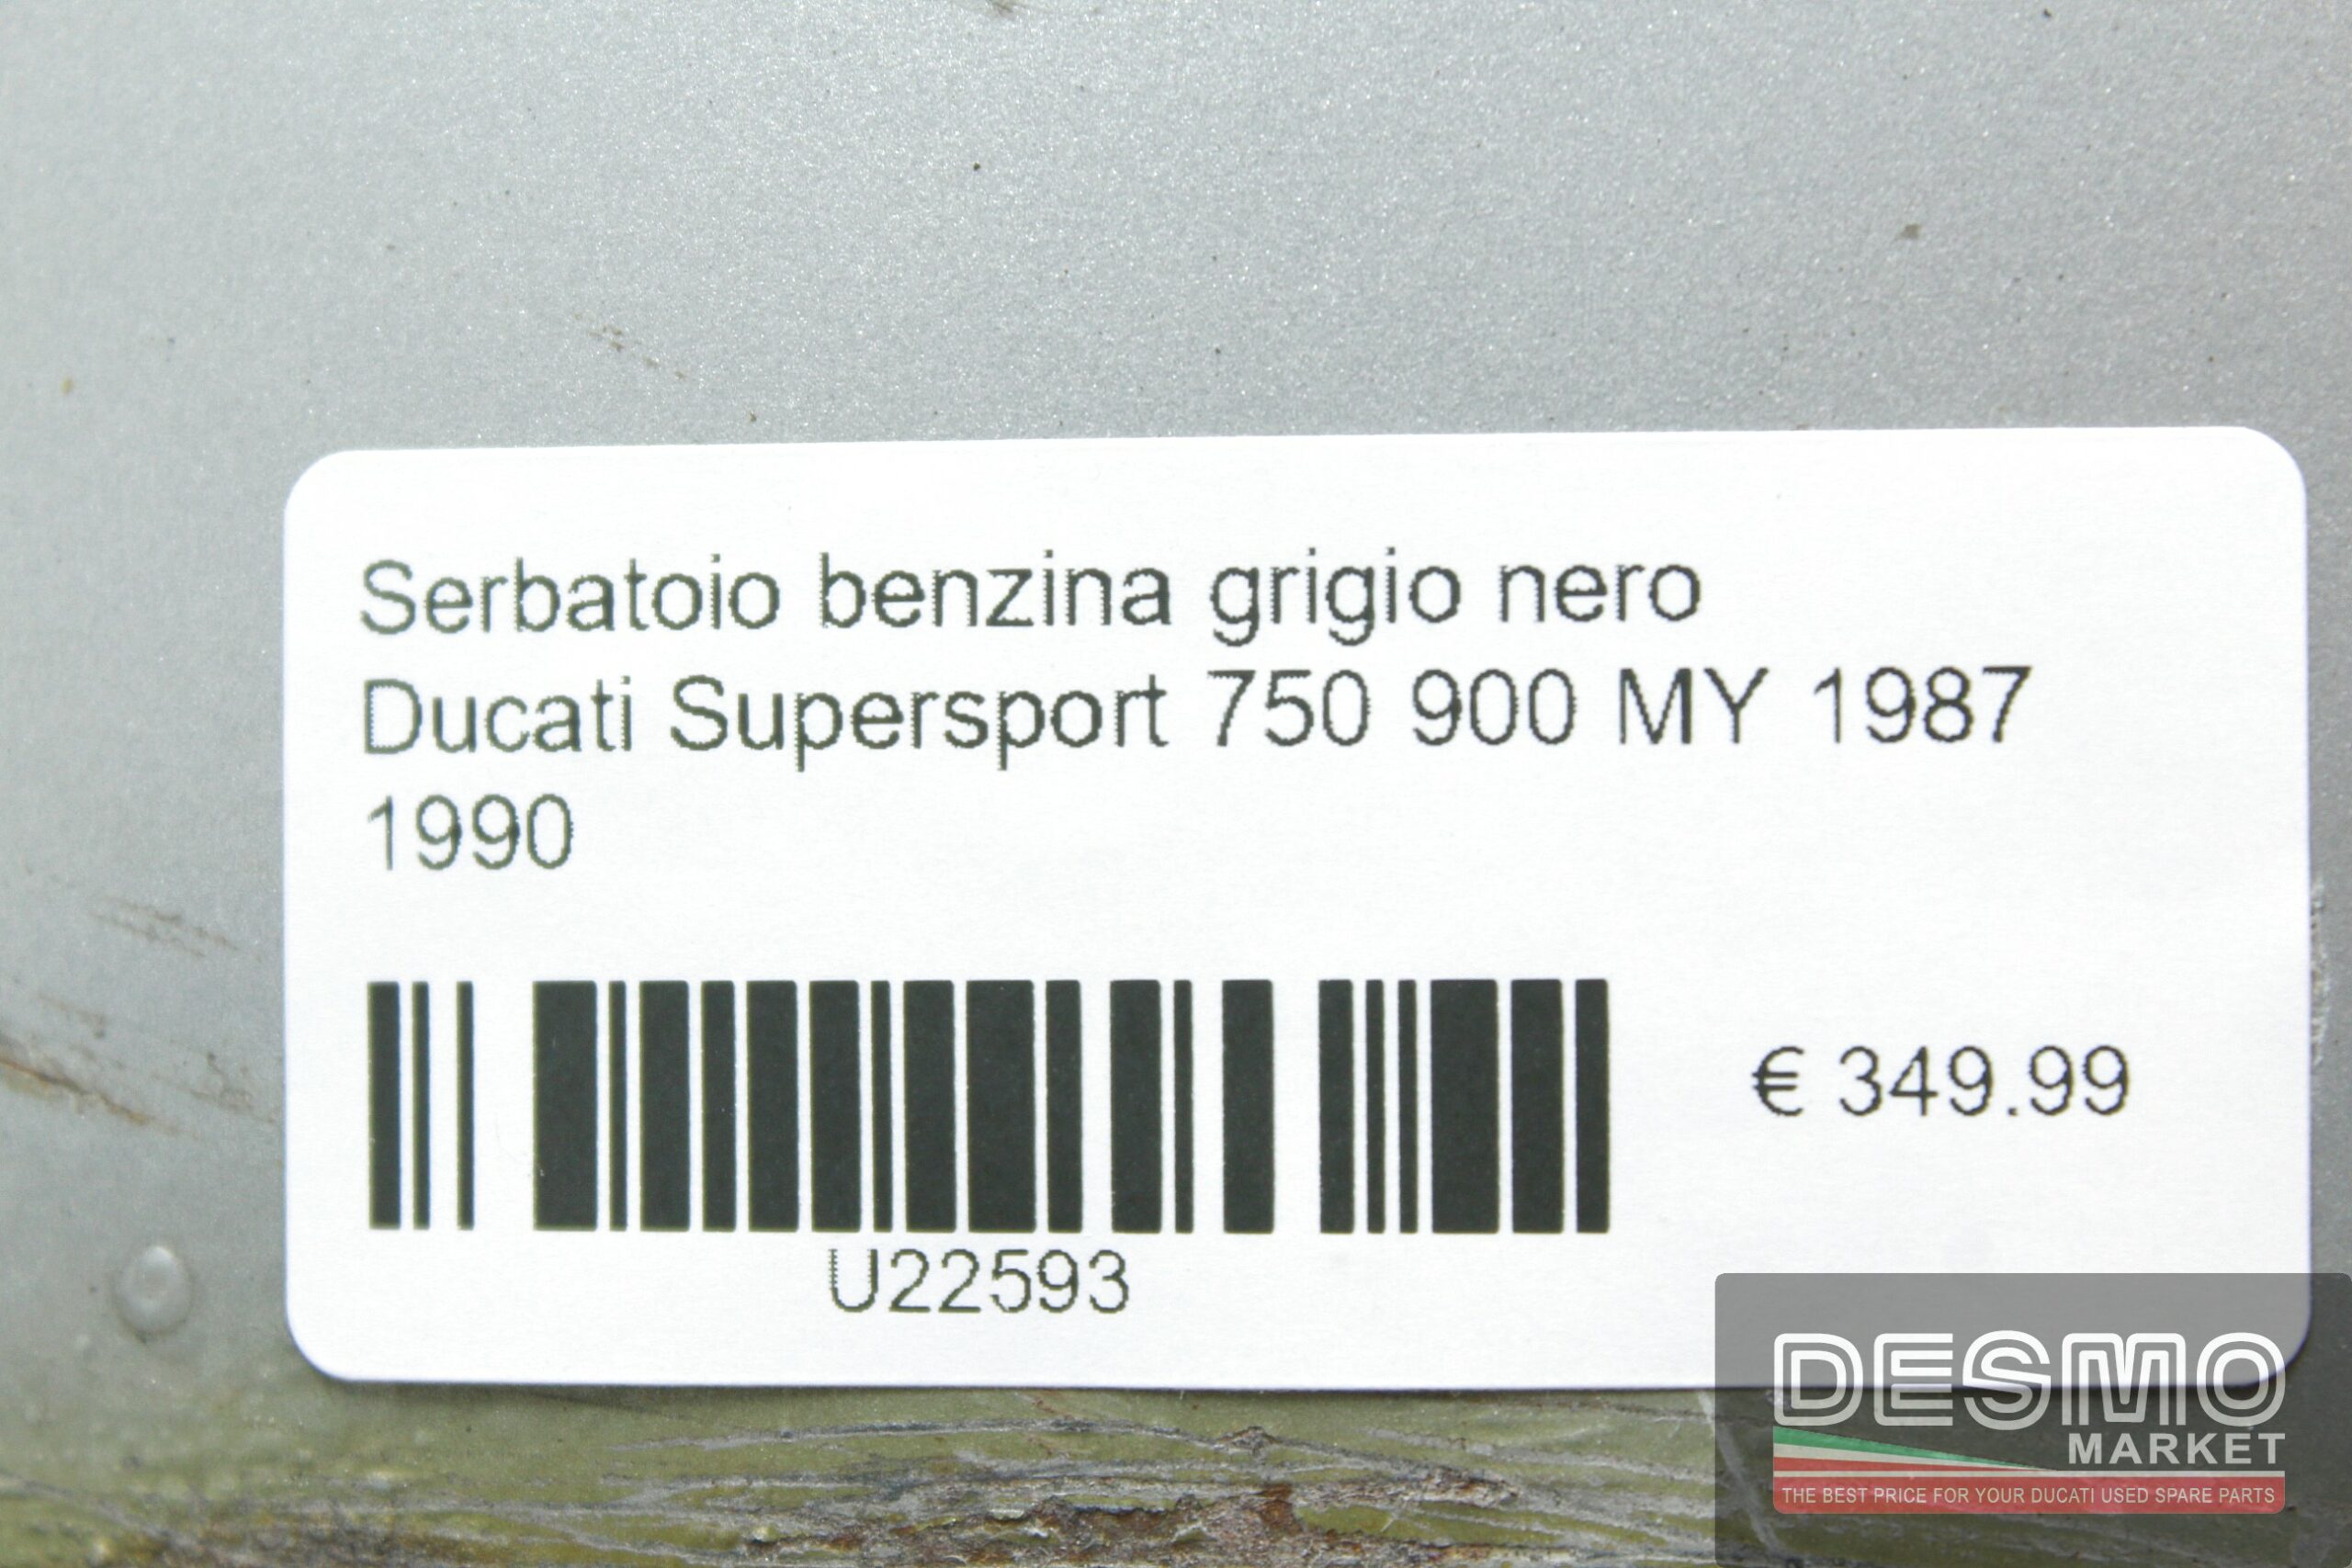 Serbatoio benzina grigio nero
Ducati Supersport 750 900 MY 1987
1990
€ 349.99
U22593
DESMO
MARKET
THE BEST PRICE FOR YOUR DUCATI USED SPARE PARTS